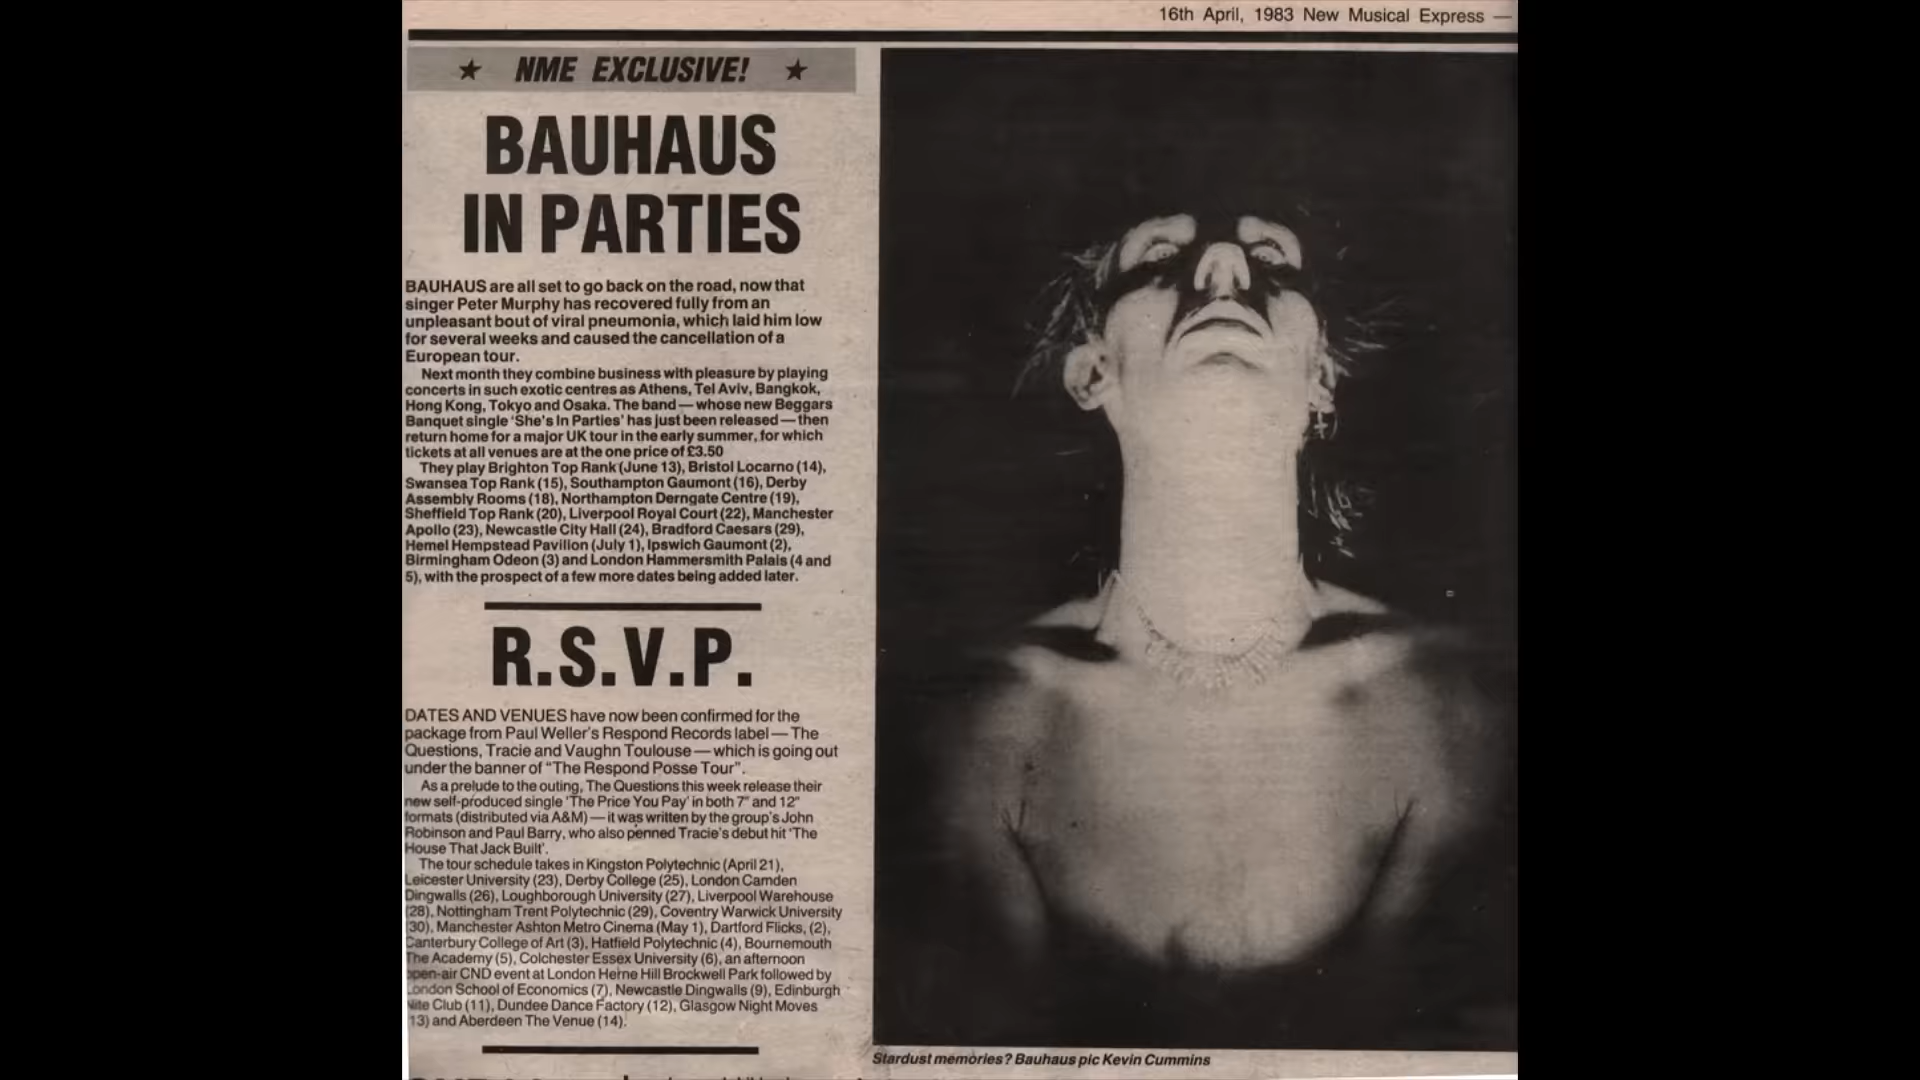 16th April, 1983 New Musical Express —
★ NME EXCLUSIVE! ★
BAUHAUS
IN PARTIES
BAUHAUS are all set to go back on the road, now that
singer Peter Murphy has recovered fully from an
unpleasant bout of viral pneumonia, which laid him low
for several weeks and caused the cancellation of a
European tour.
Next month they combine business with pleasure by playing
concerts in such exotic centres as Athens, Tel Aviv, Bangkok,
Hong Kong, Tokyo and Osaka. The band — whose new Beggars
Banquet single 'She's In Parties' has just been released — then
return home for a major UK tour in the early summer, for which
tickets at all venues are at the one price of £3.50
They play Brighton Top Rank (June 13), Bristol Locarno (14),
Swansea Top Rank (15), Southampton Gaumont (16), Derby
Assembly Rooms (18), Northampton Derngate Centre (19),
Sheffield Top Rank (20), Liverpool Royal Court (22), Manchester
Apollo (23), Newcastle City Hall (24), Bradford Caesars (29),
Hemel Hempstead Pavilion (July 1), Ipswich Gaumont (2),
Birmingham Odeon (3) and London Hammersmith Palais (4 and
5), with the prospect of a few more dates being added later.
R.S.V.P.
DATES AND VENUES have now been confirmed for the
package from Paul Weller's Respond Records label — The
Questions, Tracie and Vaughn Toulouse — which is going out
under the banner of "The Respond Posse Tour".
As a prelude to the outing, The Questions this week release their
new self-produced single 'The Price You Pay' in both 7" and 12"
formats (distributed via A&M) — it was written by the group's John
Robinson and Paul Barry, who also penned Tracie's debut hit 'The
House That Jack Built'.
The tour schedule takes in Kingston Polytechnic (April 21),
Leicester University (23), Derby College (25), London Camden
Dingwalls (26), Loughborough University (27), Liverpool Warehouse
(28), Nottingham Trent Polytechnic (29), Coventry Warwick University
(30), Manchester Ashton Metro Cinema (May 1), Dartford Flicks, (2),
Canterbury College of Art (3), Hatfield Polytechnic (4), Bournemouth
The Academy (5), Colchester Essex University (6), an afternoon
open-air CND event at London Herne Hill Brockwell Park followed by
London School of Economics (7), Newcastle Dingwalls (9), Edinburgh
Nite Club (11), Dundee Dance Factory (12), Glasgow Night Moves
(13) and Aberdeen The Venue (14).
Stardust memories? Bauhaus pic Kevin Cummins